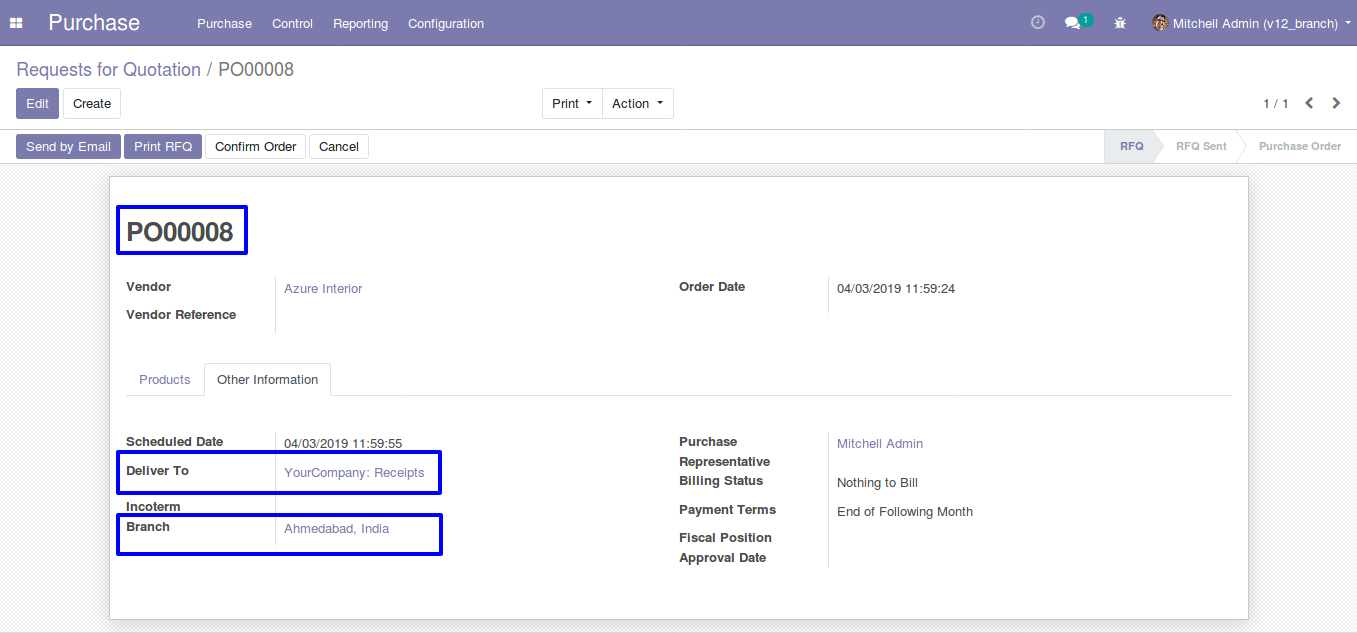 Purchase Purchase Control Reporting Configuration 1 Mitchell Admin (v12_branch)
Requests for Quotation / PO00008
Edit Create Print Action 1 / 1
Send by Email Print RFQ Confirm Order Cancel RFQ RFQ Sent Purchase Order
PO00008
Vendor Azure Interior Order Date 04/03/2019 11:59:24
Vendor Reference
Products Other Information
Scheduled Date 04/03/2019 11:59:55 Purchase Representative Mitchell Admin
Deliver To YourCompany: Receipts Billing Status Nothing to Bill
Incoterm Payment Terms End of Following Month
Branch Ahmedabad, India Fiscal Position
Approval Date